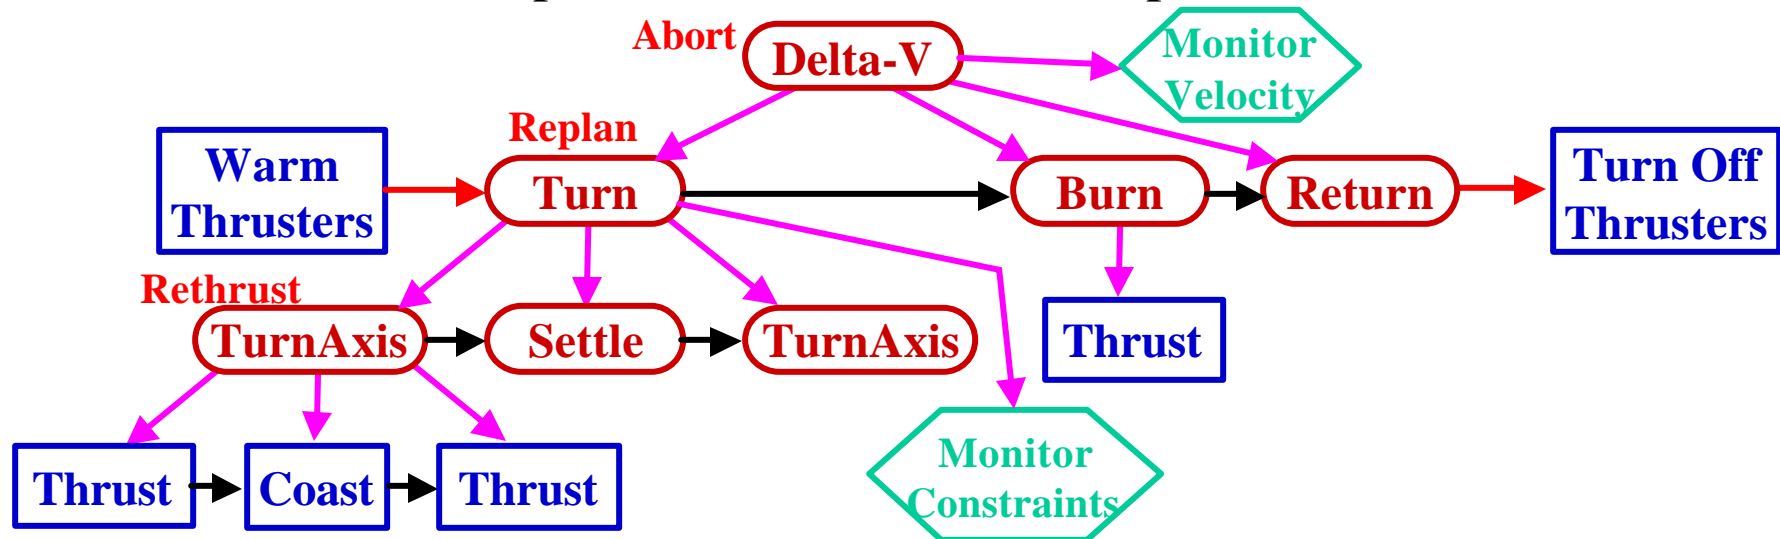 Abort
Delta-V
Monitor
Velocity
Replan
Warm
Thrusters
Turn
Burn
Return
Turn Off
Thrusters
Rethrust
TurnAxis
Settle
TurnAxis
Thrust
Thrust
Coast
Thrust
Monitor
Constraints